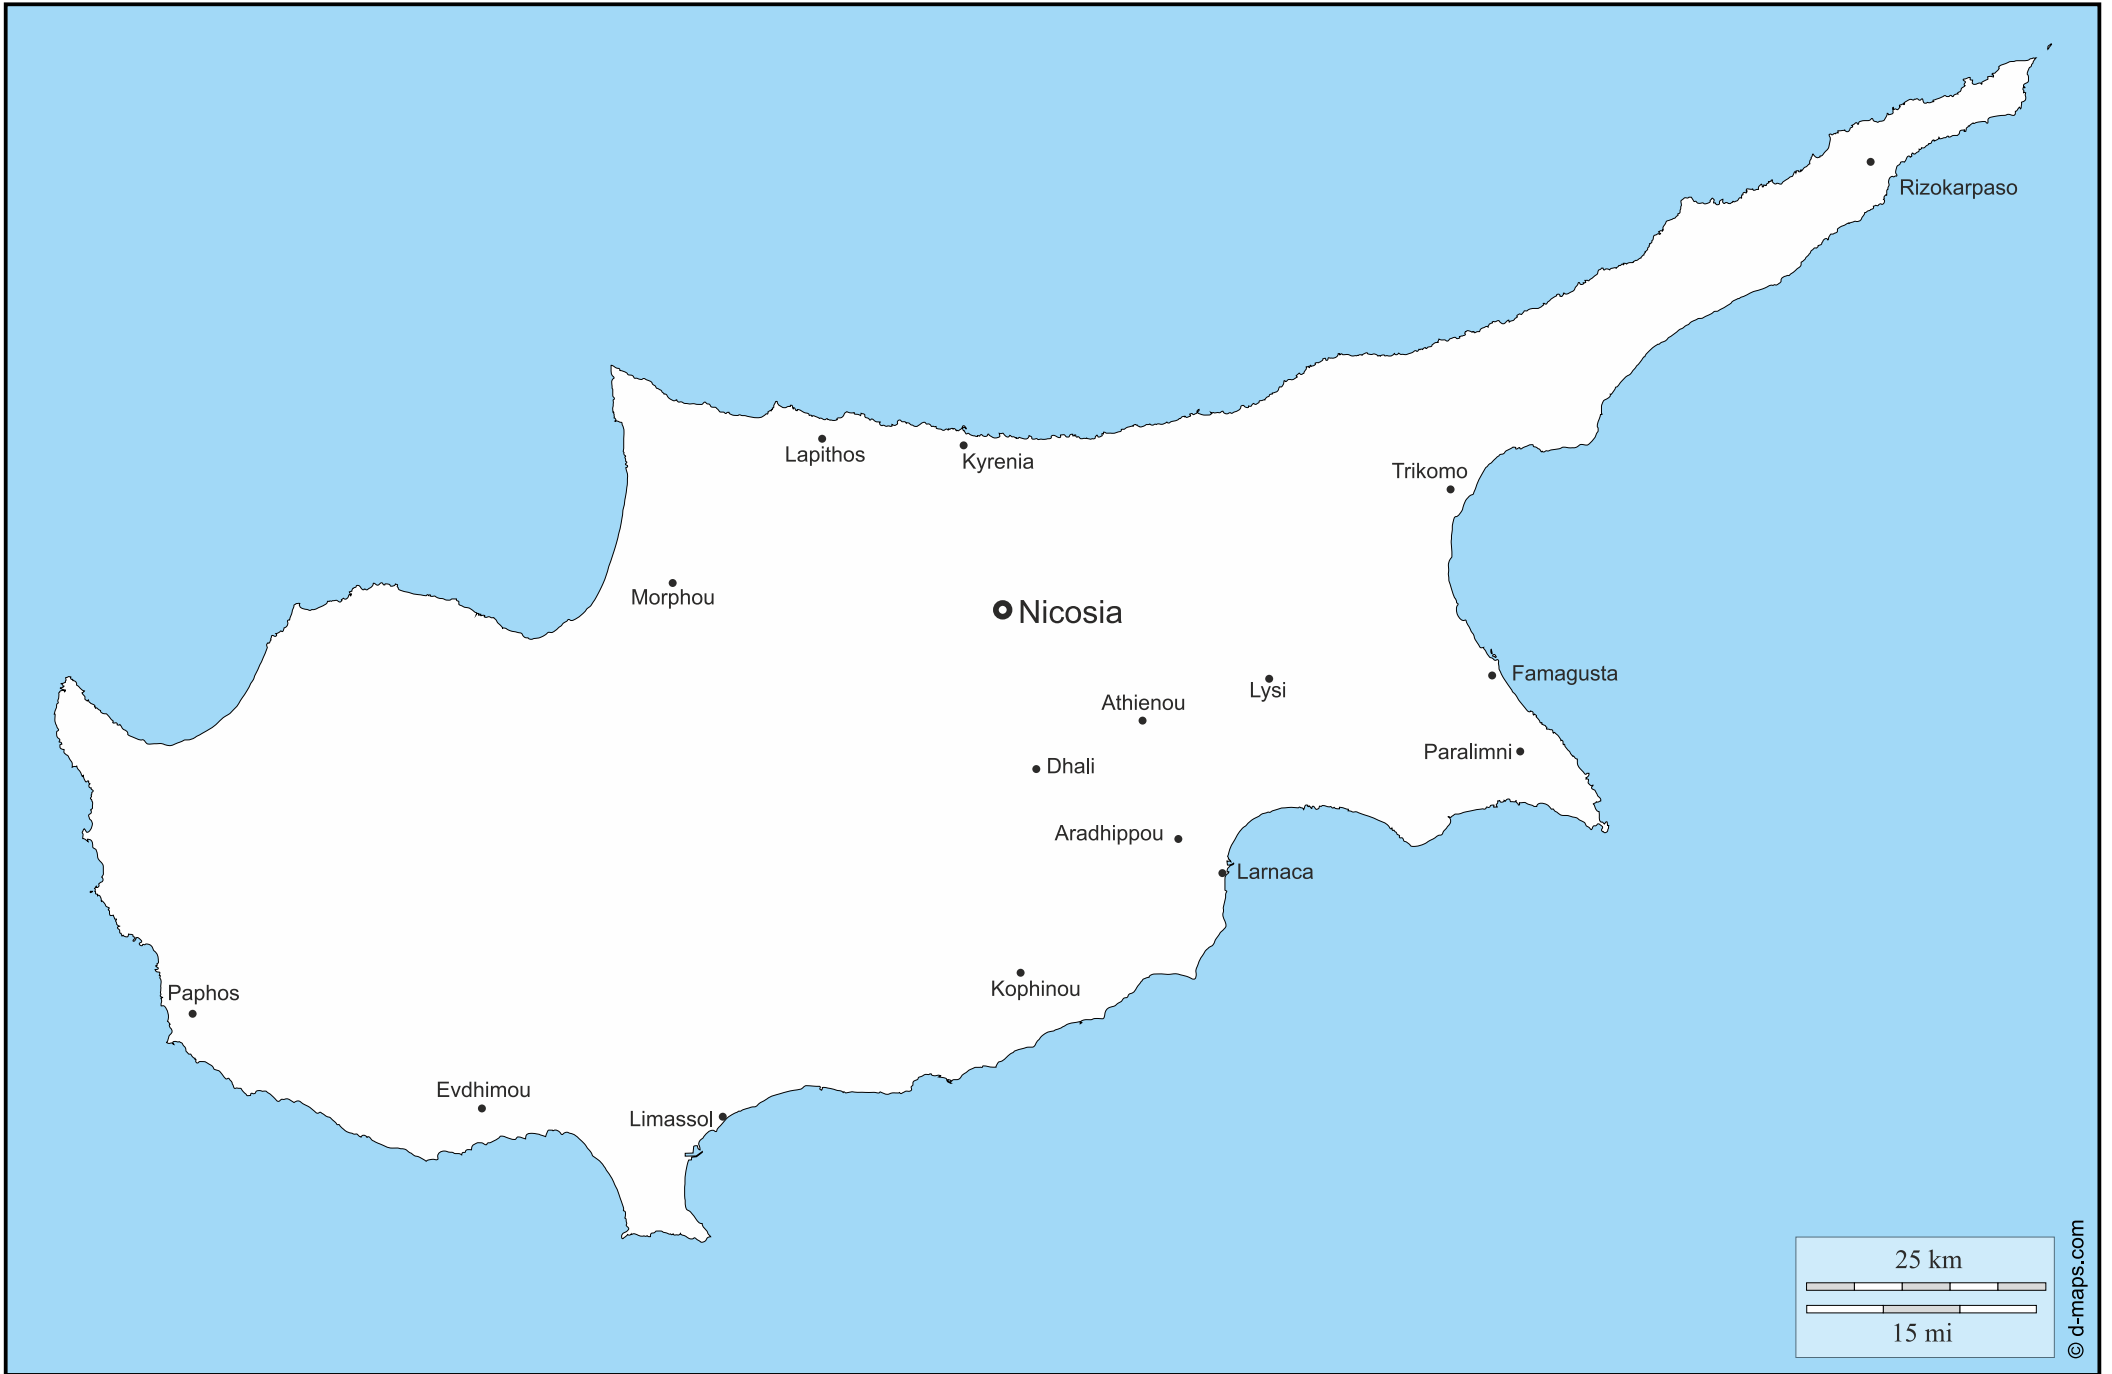 Rizokarpaso
Lapithos
Kyrenia
Trikomo
Morphou
Nicosia
Famagusta
Lysi
Athienou
Paralimni
Dhali
Aradhippou
Larnaca
Kophinou
Paphos
Evdhimou
Limassol
25 km
15 mi
© d-maps.com